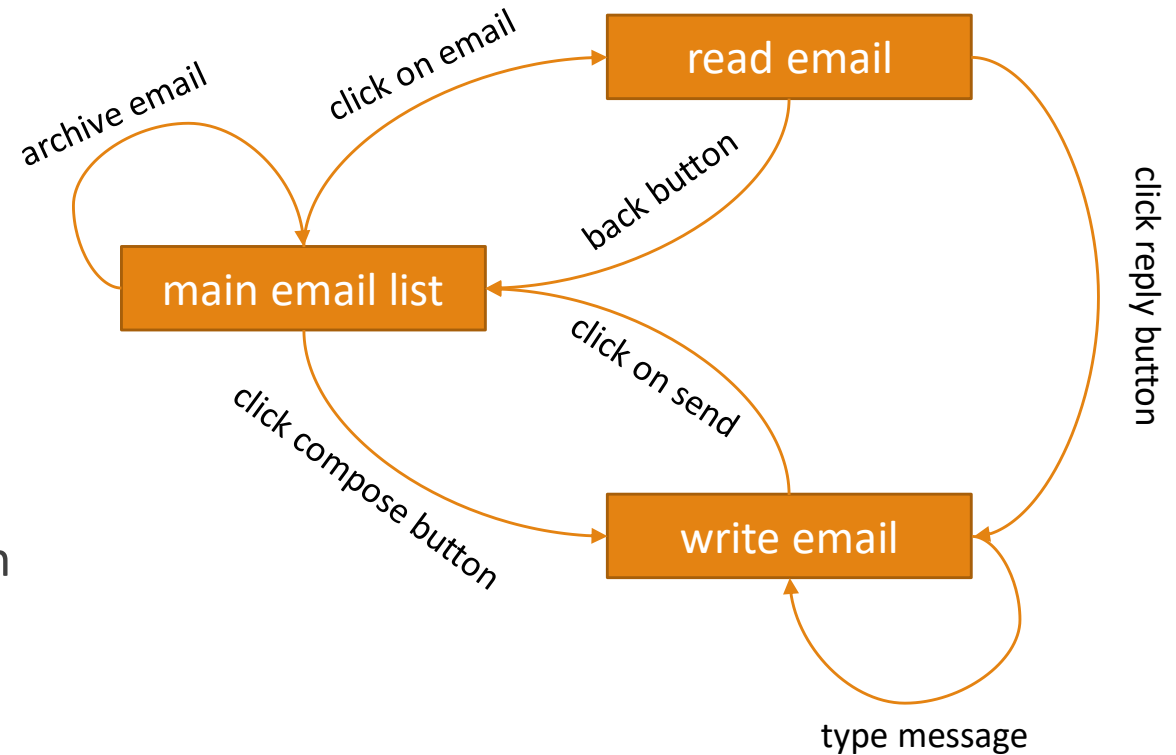 read email
click on email
archive email
back button
click reply button
main email list
click on send
click compose button
write email
n
type message